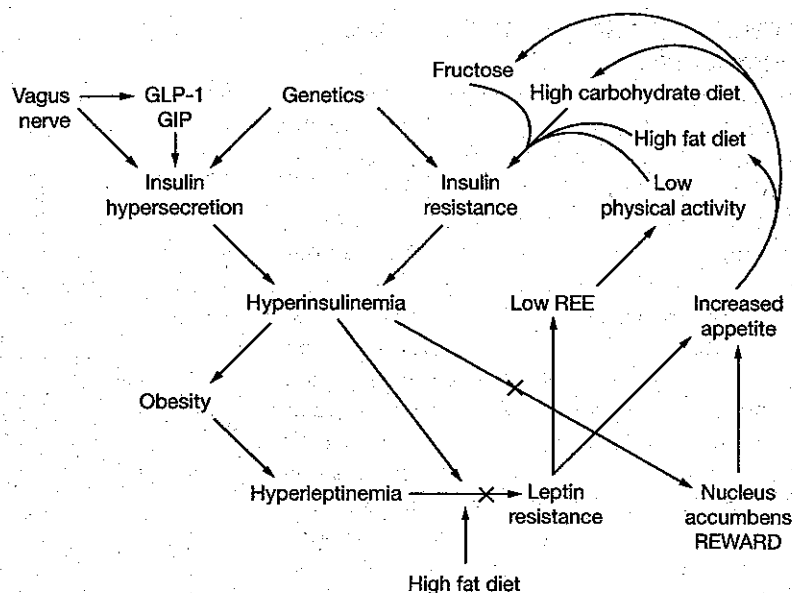 Fructose
Vagus
nerve
GLP-1
GIP
Genetics
High carbohydrate diet
High fat diet
Insulin
hypersecretion
Insulin
resistance
Low
physical activity
Hyperinsulinemia
Low REE
Increased
appetite
Obesity
Hyperleptinemia
Leptin
resistance
Nucleus
accumbens
REWARD
High fat diet